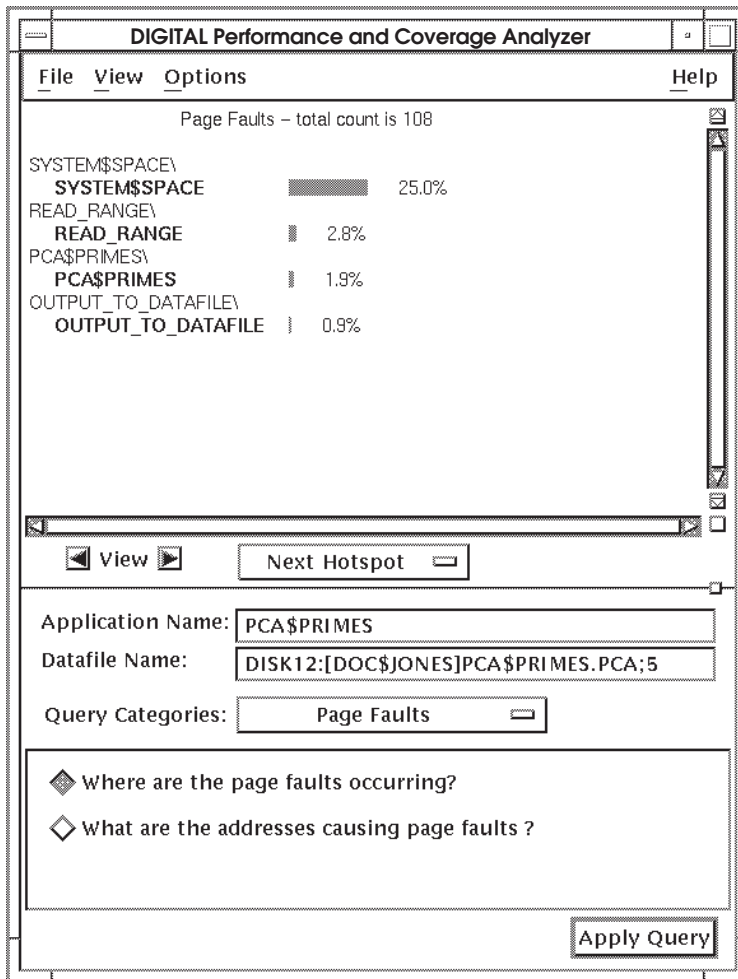 DIGITAL Performance and Coverage Analyzer
File View Options Help
Page Faults – total count is 108
SYSTEM$SPACE\
SYSTEM$SPACE 25.0%
READ_RANGE\
READ_RANGE 2.8%
PCA$PRIMES\
PCA$PRIMES 1.9%
OUTPUT_TO_DATAFILE\
OUTPUT_TO_DATAFILE 0.9%
View Next Hotspot
Application Name: PCA$PRIMES
Datafile Name: DISK12:[DOC$JONES]PCA$PRIMES.PCA;5
Query Categories: Page Faults
Where are the page faults occurring?
What are the addresses causing page faults ?
Apply Query